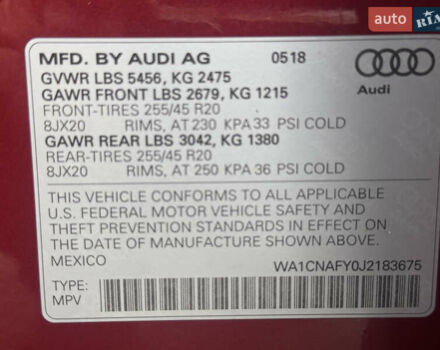 auto RIA
MFD. BY AUDI AG 0518
GVWR LBS 5456, KG 2475
GAWR FRONT LBS 2679, KG 1215
FRONT-TIRES 255/45 R20
8JX20 RIMS, AT 230 KPA 33 PSI COLD
GAWR REAR LBS 3042, KG 1380
REAR-TIRES 255/45 R20
8JX20 RIMS, AT 250 KPA 36 PSI COLD
Audi
THIS VEHICLE CONFORMS TO ALL APPLICABLE
U.S. FEDERAL MOTOR VEHICLE SAFETY AND
THEFT PREVENTION STANDARDS IN EFFECT ON
THE DATE OF MANUFACTURE SHOWN ABOVE.
MEXICO WA1CNAFY0J2183675
TYPE:
MPV